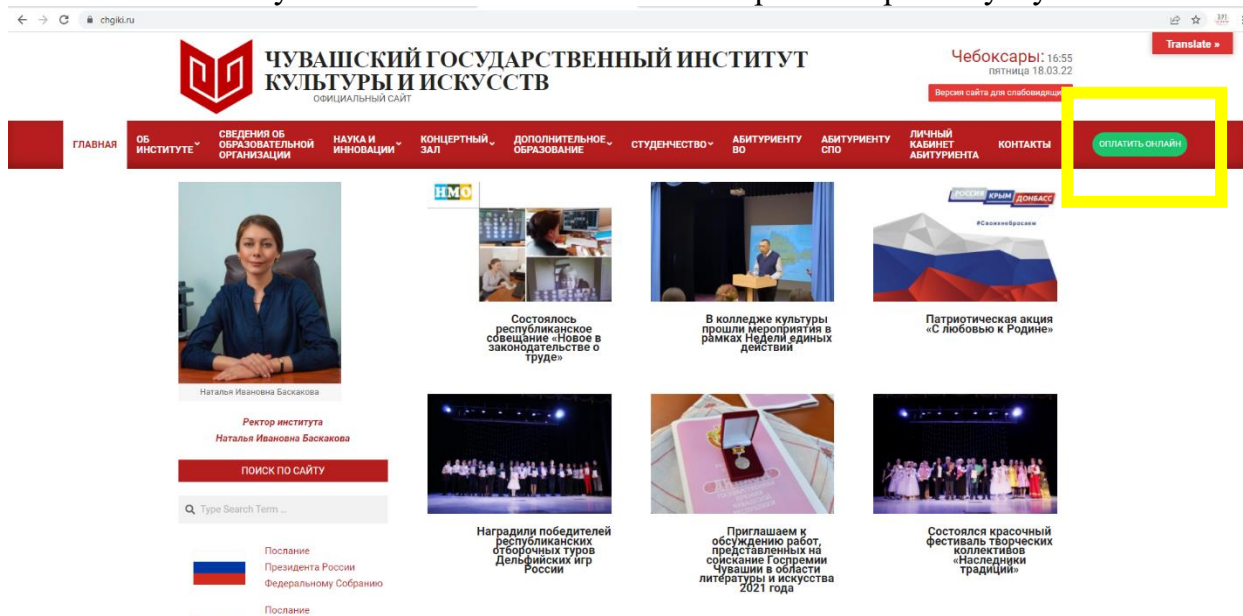 chgiki.ru
ЧУВАШСКИЙ ГОСУДАРСТВЕННЫЙ ИНСТИТУТ
КУЛЬТУРЫ И ИСКУССТВ
ОФИЦИАЛЬНЫЙ САЙТ
Чебоксары: 16:55
пятница 18.03.22
Версия сайта для слабовидящих
Translate »
ГЛАВНАЯ
ОБ
ИНСТИТУТЕ
СВЕДЕНИЯ ОБ
ОБРАЗОВАТЕЛЬНОЙ
ОРГАНИЗАЦИИ
НАУКА И
ИННОВАЦИИ
КОНЦЕРТНЫЙ
ЗАЛ
ДОПОЛНИТЕЛЬНОЕ
ОБРАЗОВАНИЕ
СТУДЕНЧЕСТВО
АБИТУРИЕНТУ
ВО
АБИТУРИЕНТУ
СПО
ЛИЧНЫЙ
КАБИНЕТ
АБИТУРИЕНТА
КОНТАКТЫ
ОПЛАТИТЬ ОНЛАЙН
Наталья Ивановна Баскакова
Ректор института
Наталья Ивановна Баскакова
ПОИСК ПО САЙТУ
Type Search Term ...
Послание
Президента России
Федеральному Собранию
Послание
НМО
Состоялось
республиканское
совещание «Новое в
законодательстве о
труде»
В колледже культуры
прошли мероприятия в
рамках Недели единых
действий
РОССИЯ КРЫМ ДОНБАСС
#Своихнебросаем
Патриотическая акция
«С любовью к Родине»
Наградили победителей
республиканских
отборочных туров
Дельфийских игр
России
Приглашаем к
обсуждению работ,
представленных на
соискание Госпремии
Чувашии в области
литературы и искусства
2021 года
Состоялся красочный
фестиваль творческих
коллективов
«Наследники
традиций»